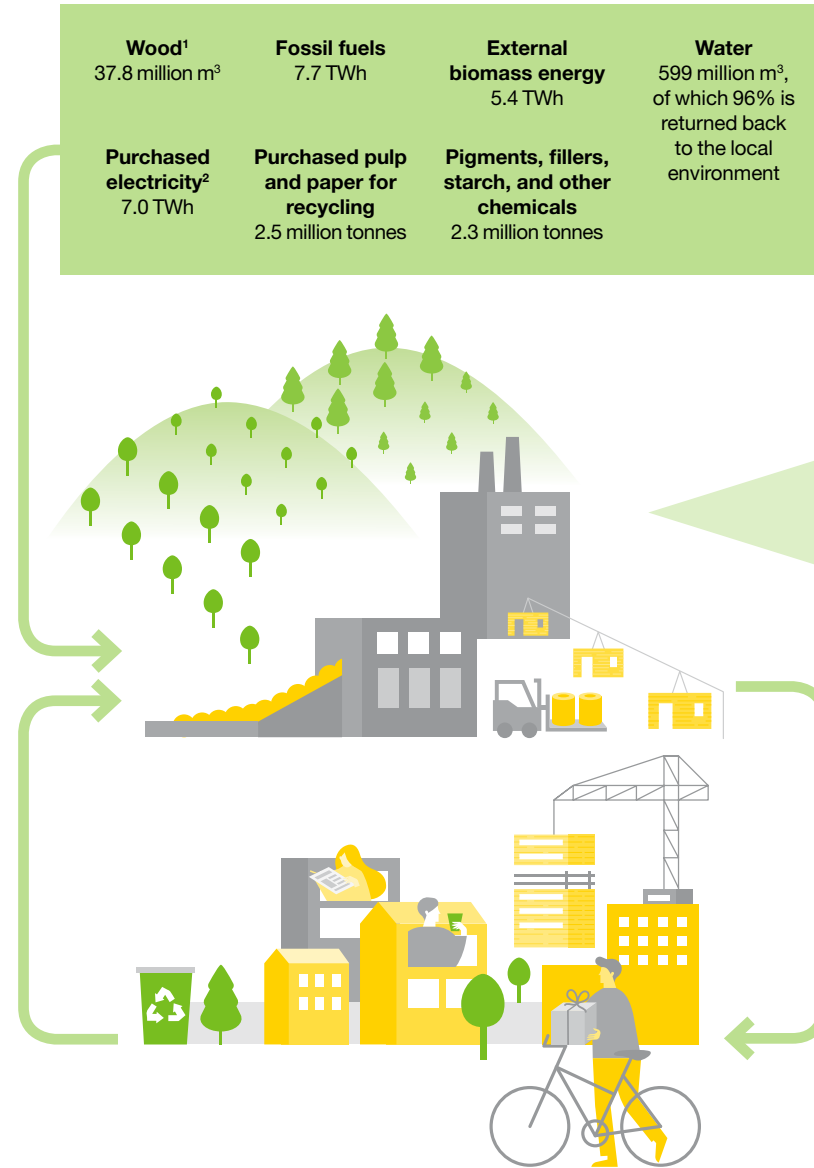 Wood¹
37.8 million m³
Fossil fuels
7.7 TWh
External
biomass energy
5.4 TWh
Water
599 million m³,
of which 96% is
returned back
to the local
environment
Purchased
electricity²
7.0 TWh
Purchased pulp
and paper for
recycling
2.5 million tonnes
Pigments, fillers,
starch, and other
chemicals
2.3 million tonnes